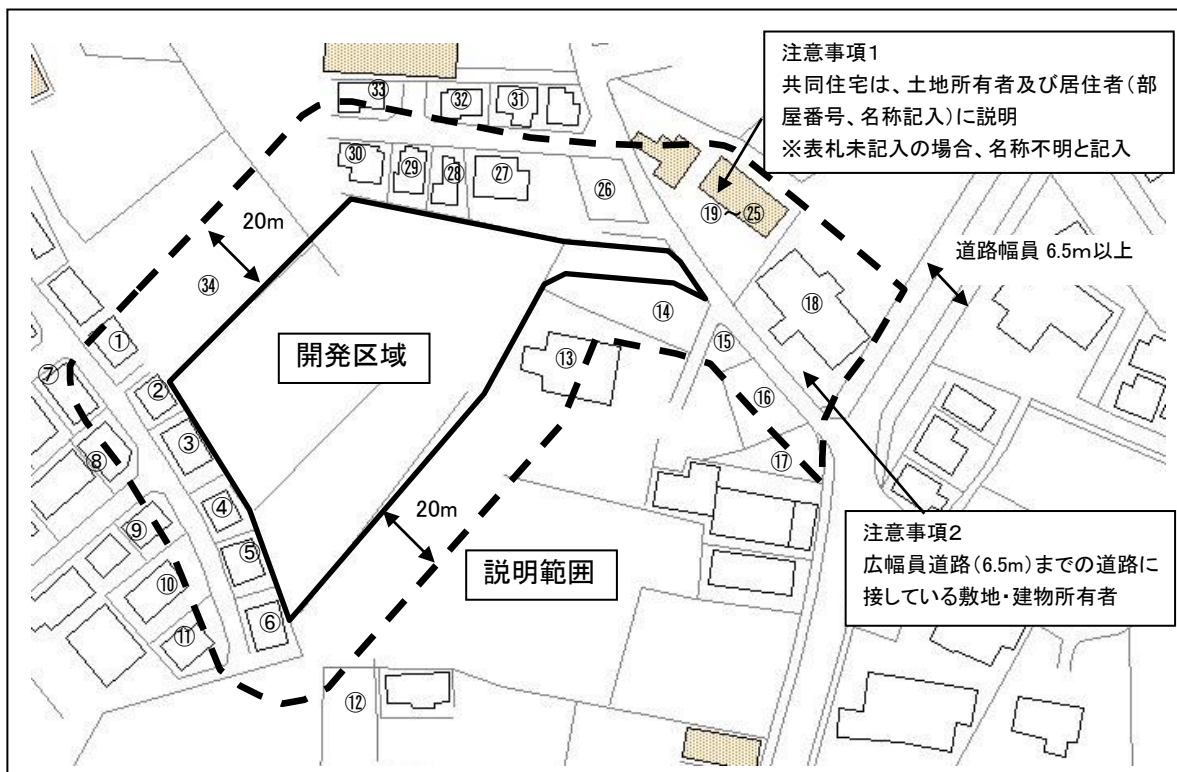 注意事項1
共同住宅は、土地所有者及び居住者(部
屋番号、名称記入)に説明
※表札未記入の場合、名称不明と記入
㉝
㉜
㉛
㉚
㉙
㉘
㉗
㉖
⑲~㉕
20m
道路幅員 6.5m以上
㉞
⑱
⑭
⑮
開発区域
①
⑬
⑦
②
⑯
③
⑧
⑰
④
20m
⑨
⑤
説明範囲
⑩
⑥
⑪
⑫
注意事項2
広幅員道路(6.5m)までの道路に
接している敷地・建物所有者